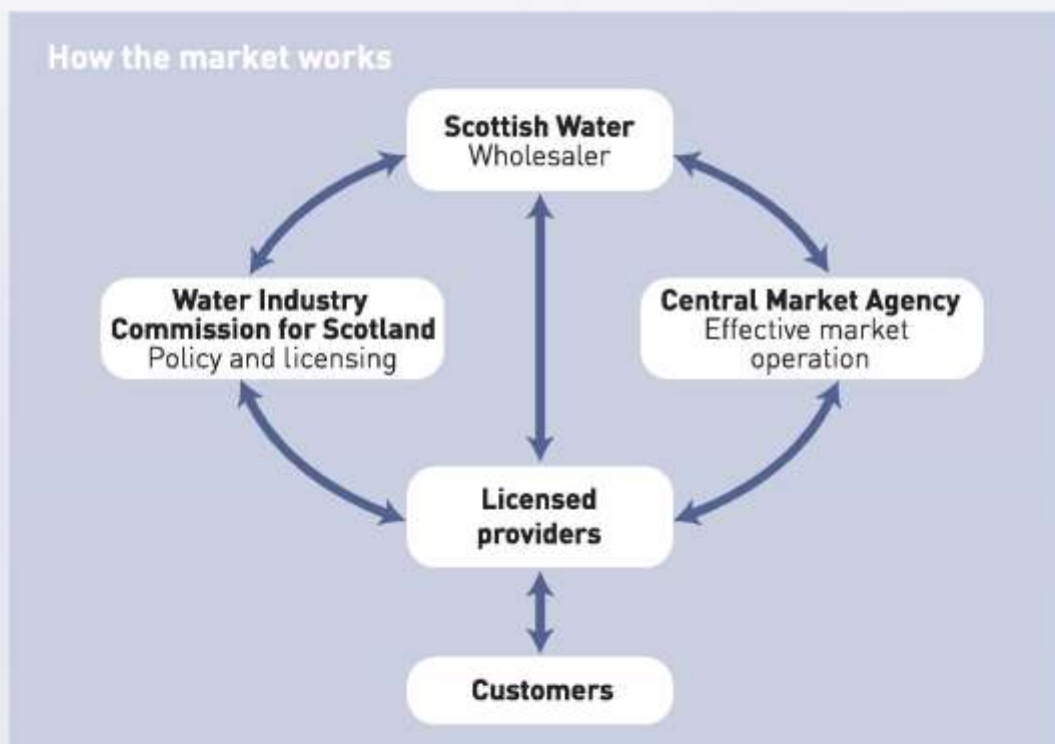 How the market works
Scottish Water
Wholesaler
Water Industry
Commission for Scotland
Policy and licensing
Central Market Agency
Effective market
operation
Licensed
providers
Customers